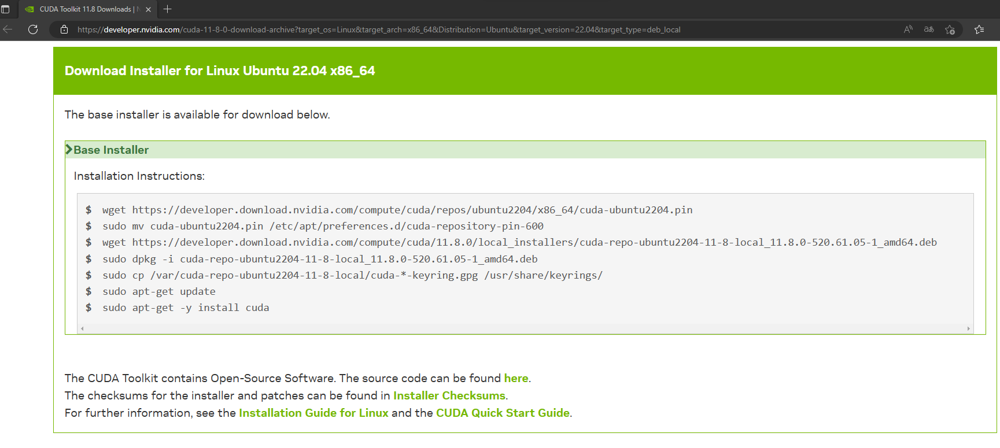 CUDA Toolkit 11.8 Downloads |
https://developer.nvidia.com/cuda-11-8-0-download-archive?target_os=Linux&target_arch=x86_64&Distribution=Ubuntu&target_version=22.04&target_type=deb_local
Download Installer for Linux Ubuntu 22.04 x86_64
The base installer is available for download below.
Base Installer
Installation Instructions:
$ wget https://developer.download.nvidia.com/compute/cuda/repos/ubuntu2204/x86_64/cuda-ubuntu2204.pin
$ sudo mv cuda-ubuntu2204.pin /etc/apt/preferences.d/cuda-repository-pin-600
$ wget https://developer.download.nvidia.com/compute/cuda/11.8.0/local_installers/cuda-repo-ubuntu2204-11-8-local_11.8.0-520.61.05-1_amd64.deb
$ sudo dpkg -i cuda-repo-ubuntu2204-11-8-local_11.8.0-520.61.05-1_amd64.deb
$ sudo cp /var/cuda-repo-ubuntu2204-11-8-local/cuda-*-keyring.gpg /usr/share/keyrings/
$ sudo apt-get update
$ sudo apt-get -y install cuda
The CUDA Toolkit contains Open-Source Software. The source code can be found here.
The checksums for the installer and patches can be found in Installer Checksums.
For further information, see the Installation Guide for Linux and the CUDA Quick Start Guide.